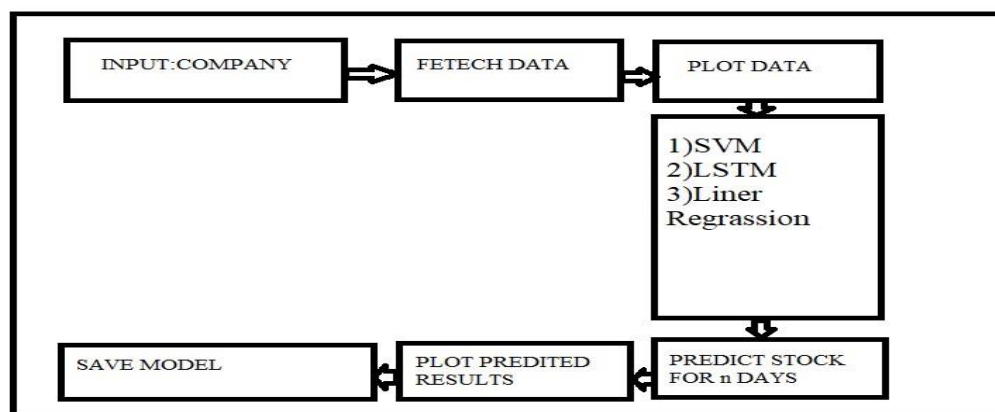 INPUT:COMPANY
FETECH DATA
PLOT DATA
1)SVM
2)LSTM
3)Liner
Regrassion
PREDICT STOCK
FOR n DAYS
PLOT PREDITED
RESULTS
SAVE MODEL